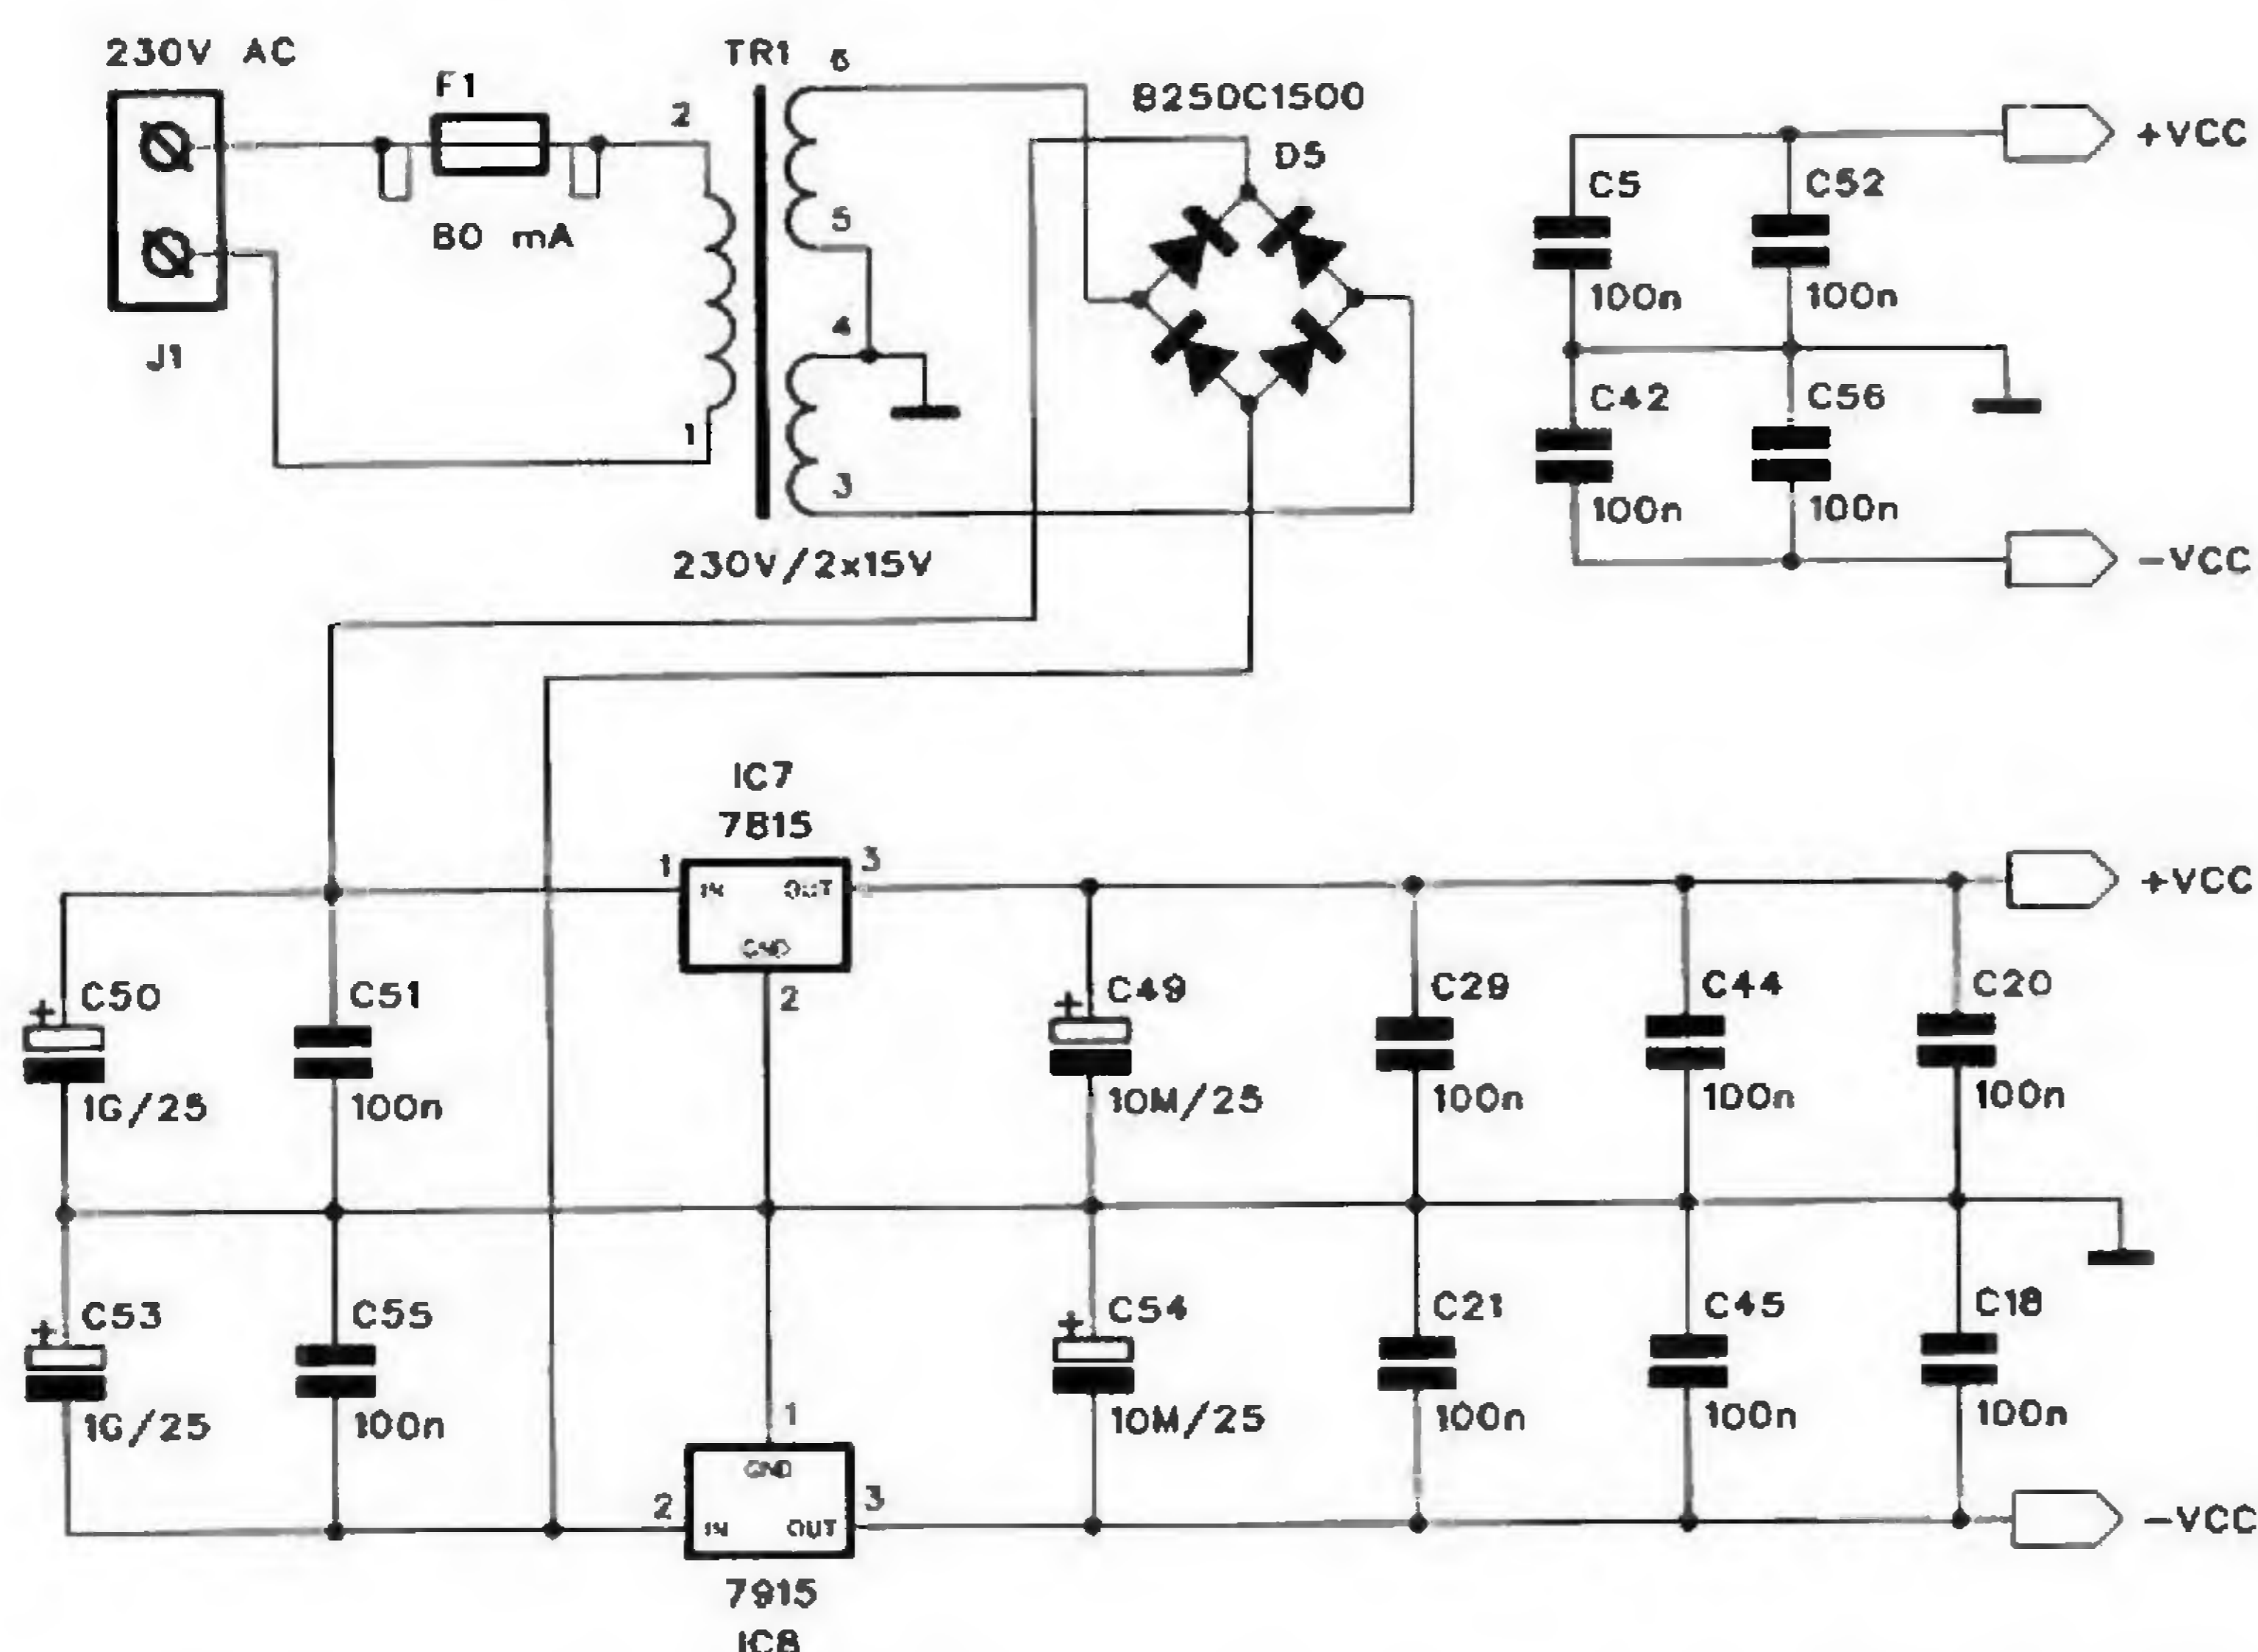 230V AC
F1
80 mA
J1
2
1
TR1
6
5
4
3
230V/2x15V
B250C1500
D5
C5
100n
C52
100n
C42
100n
C56
100n
+VCC
-VCC
IC7
7815
1
IN
OUT
3
GND
2
C50
+
1G/25
C51
100n
C49
+
10M/25
C29
100n
C44
100n
C20
100n
+VCC
C53
+
1G/25
C55
100n
C54
+
10M/25
C21
100n
C45
100n
C18
100n
-VCC
1
GND
2
IN
OUT
3
7915
IC8